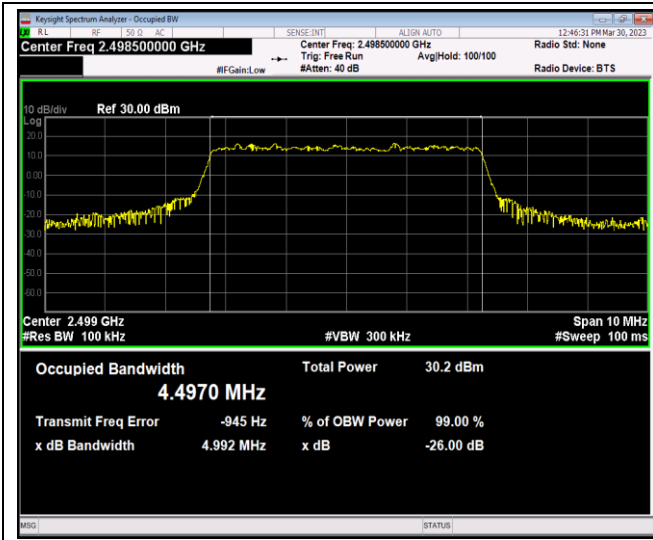 Keysight Spectrum Analyzer - Occupied BW
LXI RL RF 50 Ω AC SENSE:INT ALIGN AUTO 12:46:31 PM Mar 30, 2023
Center Freq 2.498500000 GHz Center Freq: 2.498500000 GHz Radio Std: None
Trig: Free Run Avg|Hold: 100/100
#IFGain:Low #Atten: 40 dB Radio Device: BTS
10 dB/div Ref 30.00 dBm
Log
20.0
10.0
0.00
-10.0
-20.0
-30.0
-40.0
-50.0
-60.0
Center 2.499 GHz Span 10 MHz
#Res BW 100 kHz #VBW 300 kHz #Sweep 100 ms
Occupied Bandwidth Total Power 30.2 dBm
4.4970 MHz
Transmit Freq Error -945 Hz % of OBW Power 99.00 %
x dB Bandwidth 4.992 MHz x dB -26.00 dB
MSG STATUS